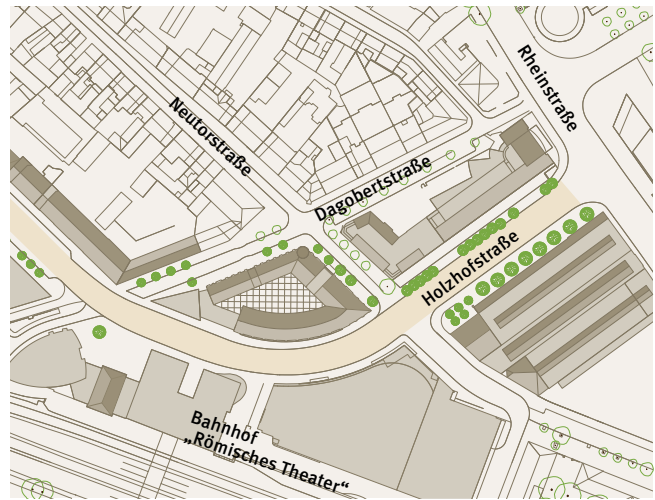 Rheinstraße
Neutorstraße
Dagobertstraße
Holzhofstraße
Bahnhof
„Römisches Theater“